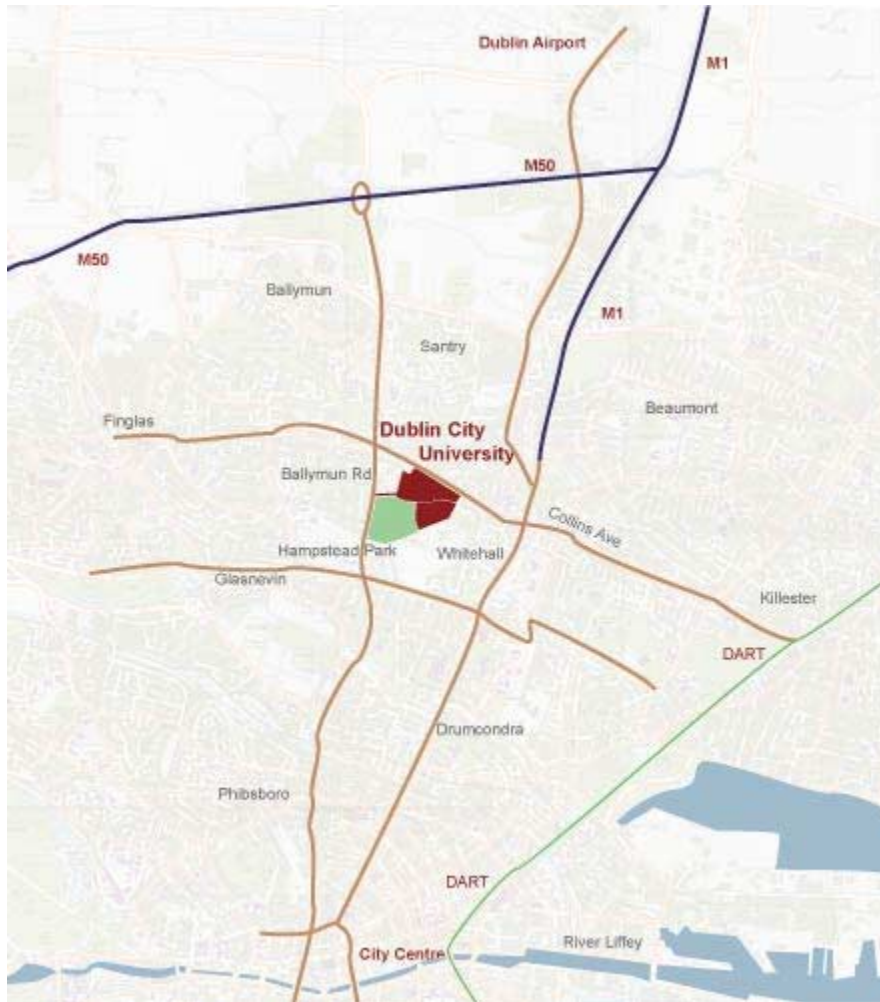 Dublin Airport
M1
M50
M50
Ballymun
M1
Santry
Beaumont
Finglas
Dublin City
University
Ballymun Rd
Collins Ave
Hampstead Park
Whitehall
Glasnevin
Killester
DART
Drumcondra
Phibsboro
DART
River Liffey
City Centre